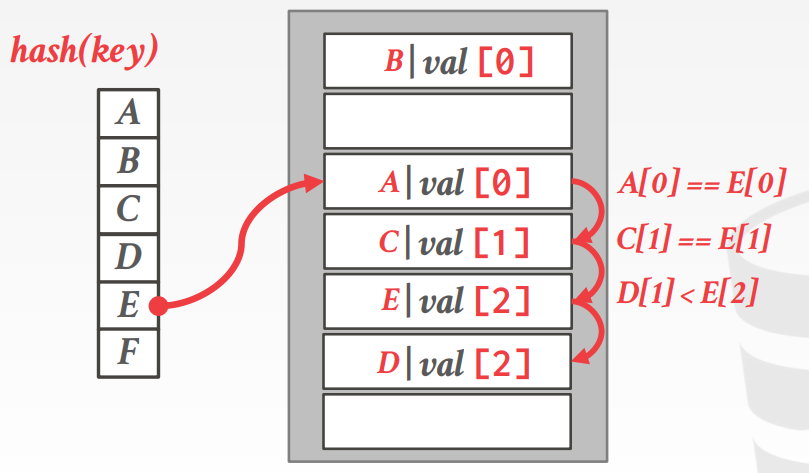 hash(key)
A
B
C
D
E
F
B|val [0]
A|val [0]
C|val [1]
E|val [2]
D|val [2]
A[0] == E[0]
C[1] == E[1]
D[1] < E[2]